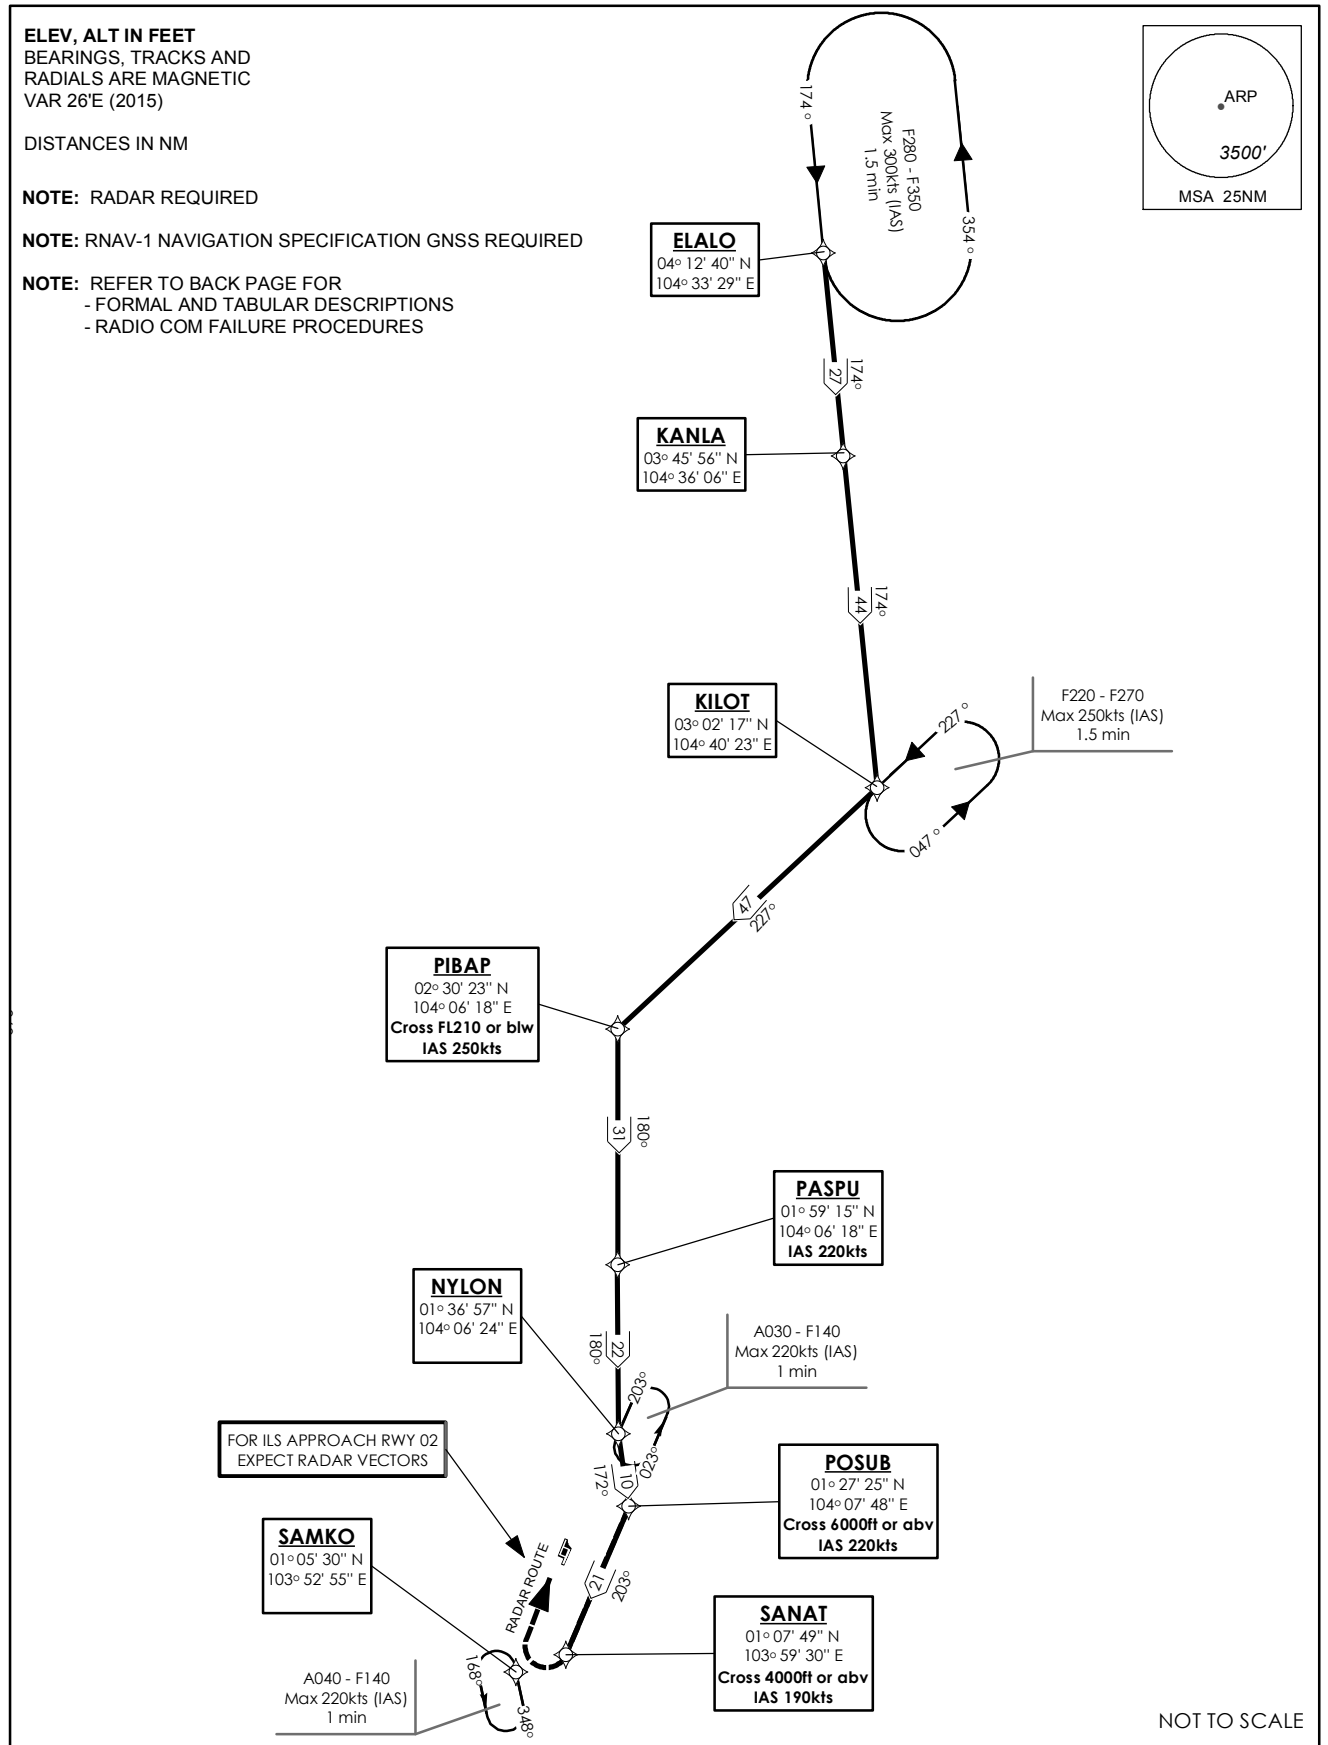 ELEV, ALT IN FEET
BEARINGS, TRACKS AND
RADIALS ARE MAGNETIC
VAR 26'E (2015)
DISTANCES IN NM
NOTE: RADAR REQUIRED
NOTE: RNAV-1 NAVIGATION SPECIFICATION GNSS REQUIRED
NOTE: REFER TO BACK PAGE FOR
- FORMAL AND TABULAR DESCRIPTIONS
- RADIO COM FAILURE PROCEDURES
ARP
3500'
MSA 25NM
174°
F280 - F350
Max 300kts (IAS)
1.5 min
354°
ELALO
04° 12' 40" N
104° 33' 29" E
27
174°
KANLA
03° 45' 56" N
104° 36' 06" E
44
174°
KILOT
03° 02' 17" N
104° 40' 23" E
227°
047°
F220 - F270
Max 250kts (IAS)
1.5 min
47
227°
PIBAP
02° 30' 23" N
104° 06' 18" E
Cross FL210 or blw
IAS 250kts
31
180°
PASPU
01° 59' 15" N
104° 06' 18" E
IAS 220kts
NYLON
01° 36' 57" N
104° 06' 24" E
22
180°
A030 - F140
Max 220kts (IAS)
1 min
203°
023°
10
172°
FOR ILS APPROACH RWY 02
EXPECT RADAR VECTORS
POSUB
01° 27' 25" N
104° 07' 48" E
Cross 6000ft or abv
IAS 220kts
SAMKO
01° 05' 30" N
103° 52' 55" E
RADAR ROUTE
21
203°
SANAT
01° 07' 49" N
103° 59' 30" E
Cross 4000ft or abv
IAS 190kts
A040 - F140
Max 220kts (IAS)
1 min
168°
348°
NOT TO SCALE